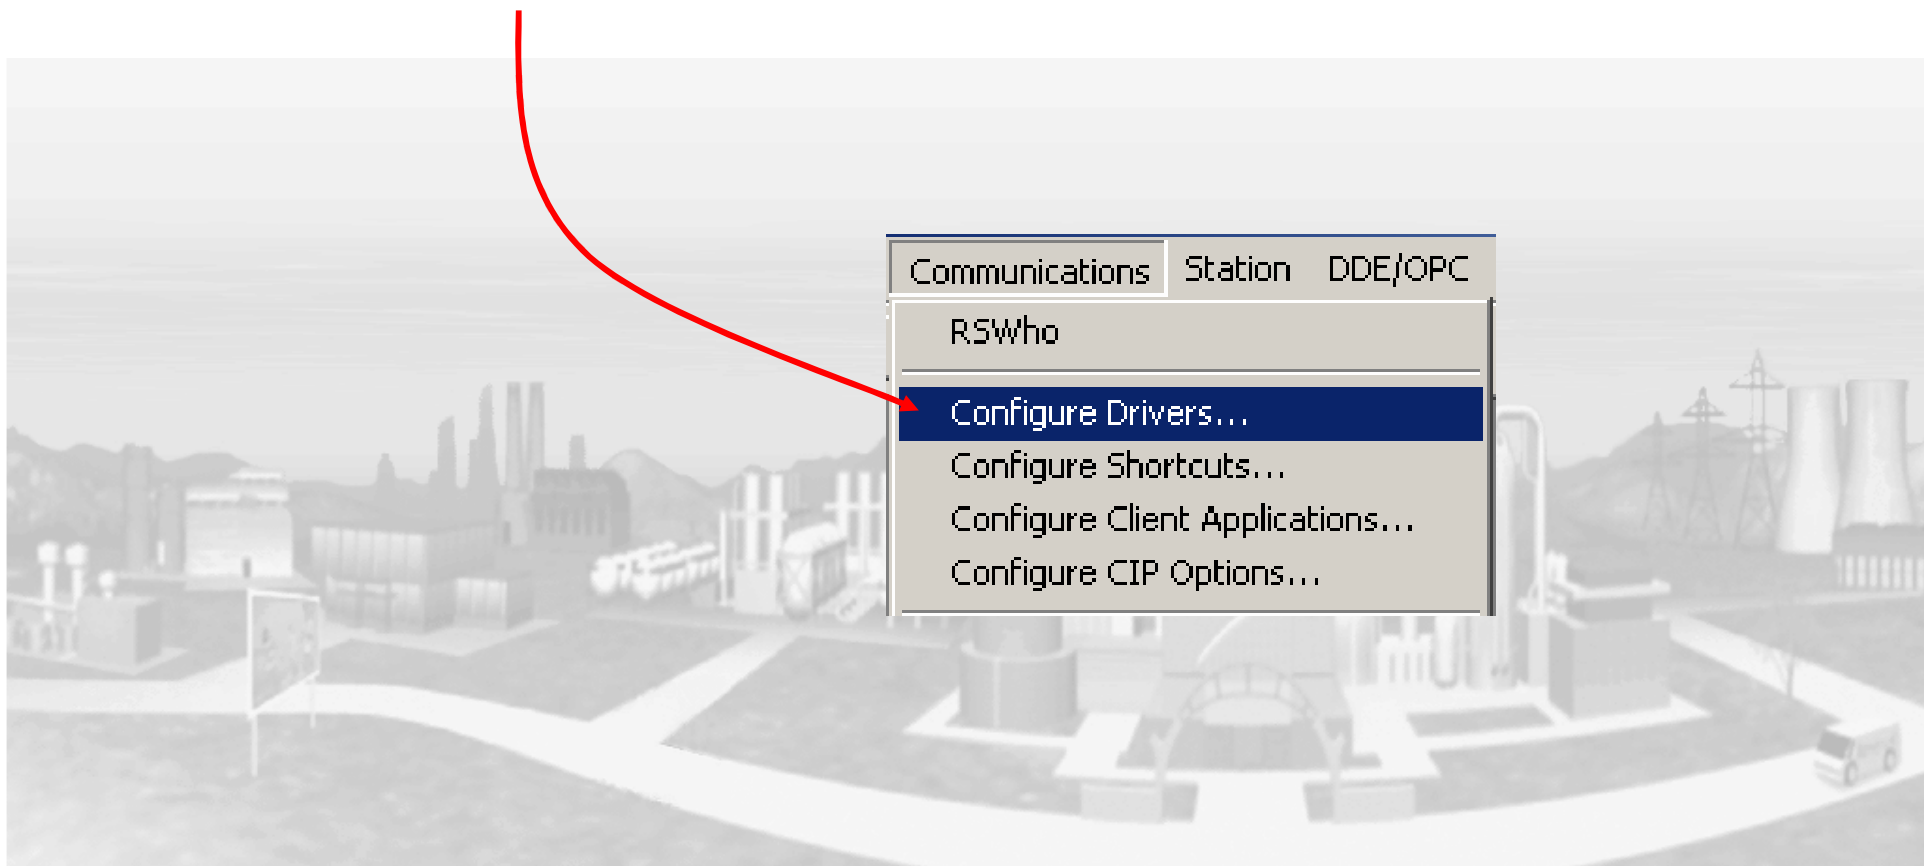 Communications Station DDE/OPC
RSWho
Configure Drivers...
Configure Shortcuts...
Configure Client Applications...
Configure CIP Options...